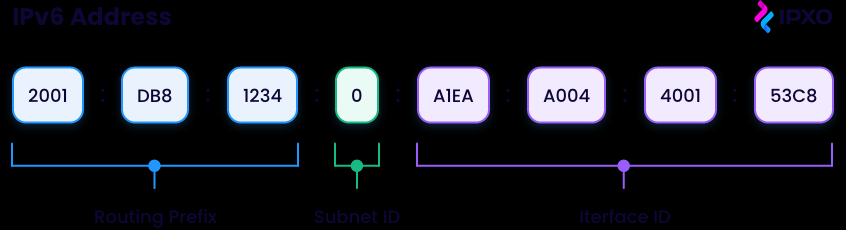 IPv6 Address
IPXO
2001 : DB8 : 1234 : 0 : A1EA : A004 : 4001 : 53C8
Routing Prefix
Subnet ID
Iterface ID